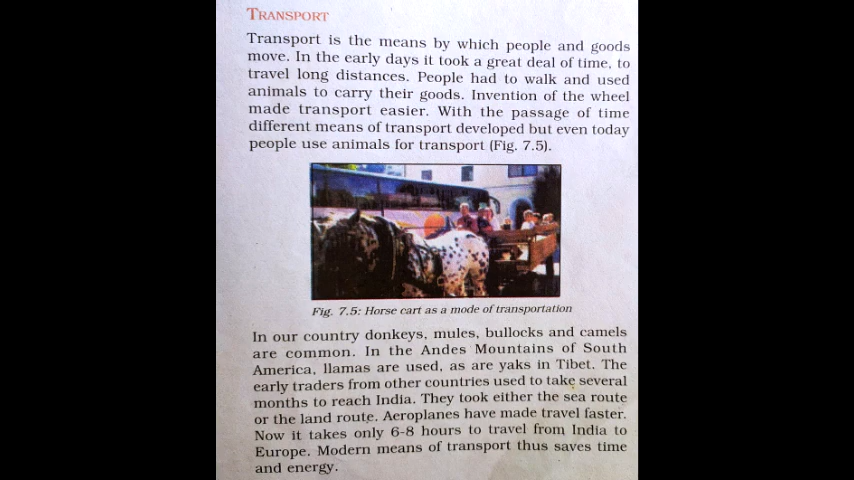 TRANSPORT
Transport is the means by which people and goods
move. In the early days it took a great deal of time, to
travel long distances. People had to walk and used
animals to carry their goods. Invention of the wheel
made transport easier. With the passage of time
different means of transport developed but even today
people use animals for transport (Fig. 7.5).
Fig. 7.5: Horse cart as a mode of transportation
In our country donkeys, mules, bullocks and camels
are common. In the Andes Mountains of South
America, llamas are used, as are yaks in Tibet. The
early traders from other countries used to take several
months to reach India. They took either the sea route
or the land route. Aeroplanes have made travel faster.
Now it takes only 6-8 hours to travel from India to
Europe. Modern means of transport thus saves time
and energy.